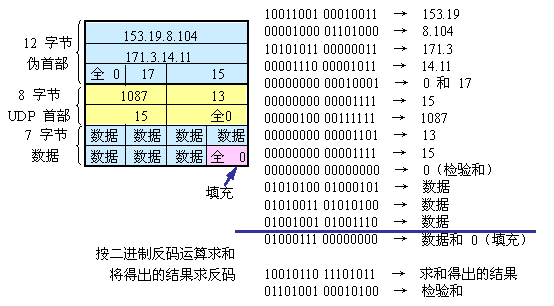 12 字节
伪首部
153.19.8.104
171.3.14.11
全 0 17 15
8 字节
UDP 首部
1087 13
15 全0
7 字节
数据
数据 数据 数据 数据
数据 数据 数据 全 0
填充
10011001 00010011 → 153.19
00001000 01101000 → 8.104
10101011 00000011 → 171.3
00001110 00001011 → 14.11
00000000 00010001 → 0 和 17
00000000 00001111 → 15
00000100 00111111 → 1087
00000000 00001101 → 13
00000000 00001111 → 15
00000000 00000000 → 0（检验和）
01010100 01000101 → 数据
01010011 01010100 → 数据
01001001 01001110 → 数据
01000111 00000000 → 数据和 0（填充）
按二进制反码运算求和
将得出的结果求反码
10010110 11101011 → 求和得出的结果
01101001 00010100 → 检验和